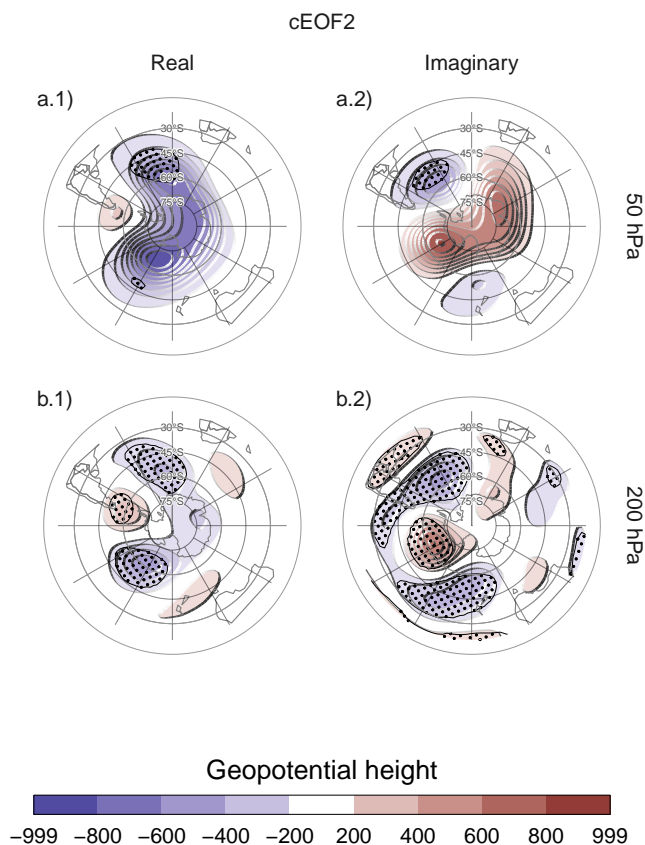 cEOF2
Real Imaginary
a.1) a.2)
30°S 30°S
45°S 45°S
60°S 60°S
75°S 75°S
50 hPa
b.1) b.2)
30°S 30°S
45°S 45°S
60°S 60°S
75°S 75°S
200 hPa
Geopotential height
−999 −800 −600 −400 −200 200 400 600 800 999